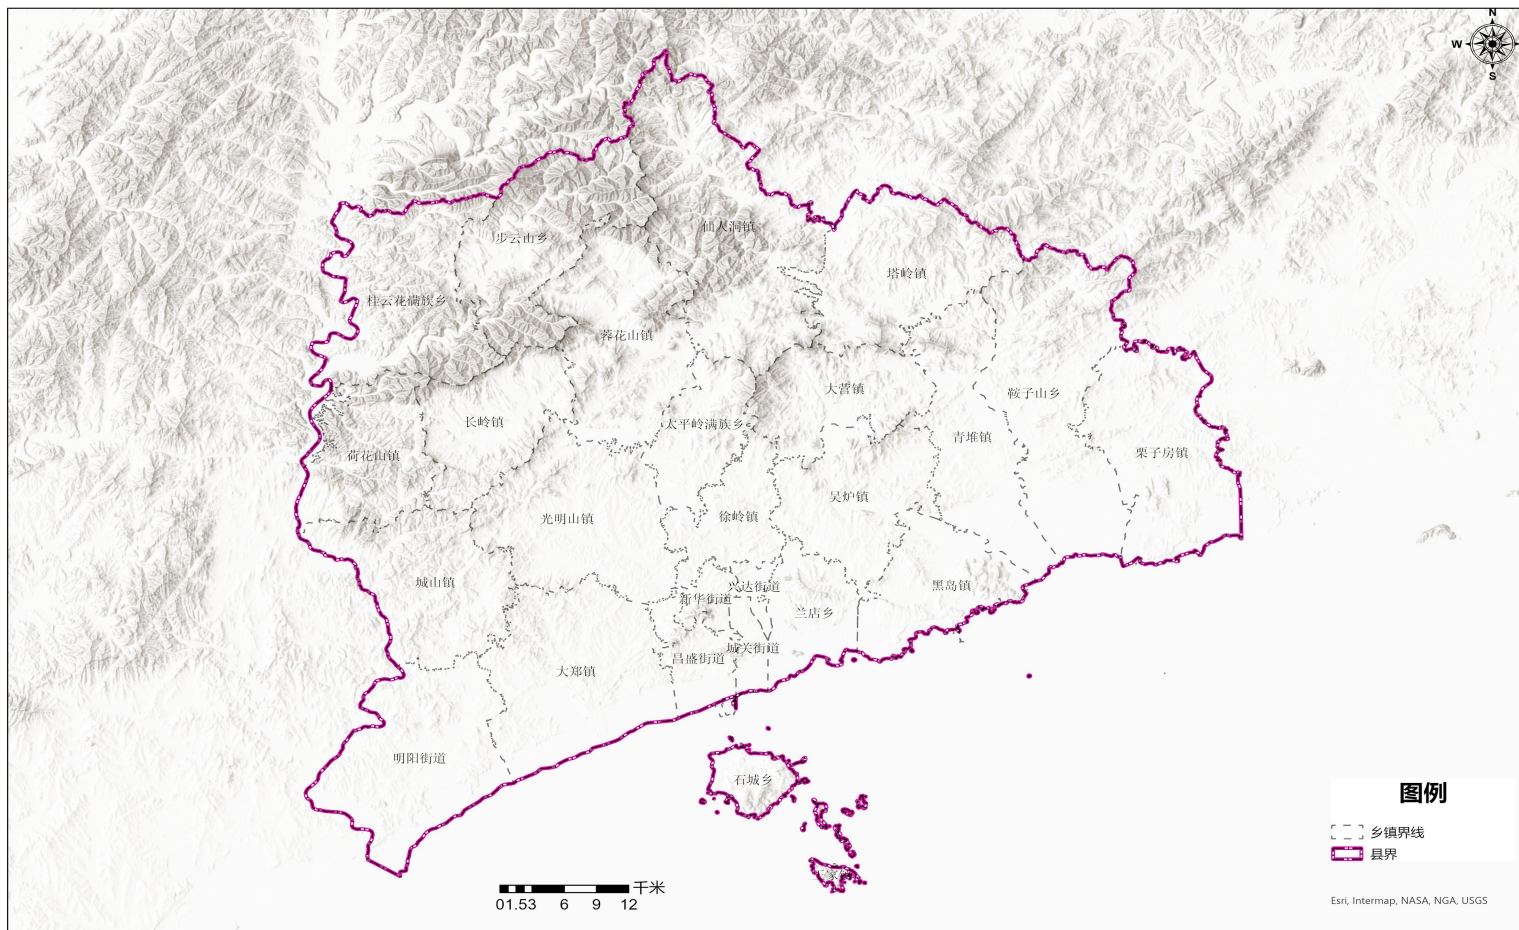 N
W
S
仙人洞镇
步云山乡
塔岭镇
桂云花满族乡
蓉花山镇
大营镇
鞍子山乡
长岭镇
太平岭满族乡
青堆镇
栗子房镇
荷花山镇
吴炉镇
徐岭镇
光明山镇
城山镇
兴达街道
黑岛镇
新华街道
兰店乡
城关街道
昌盛街道
大郑镇
明阳街道
石城乡
图例
乡镇界线
县界
千米
01.53 6 9 12
Esri, Intermap, NASA, NGA, USGS